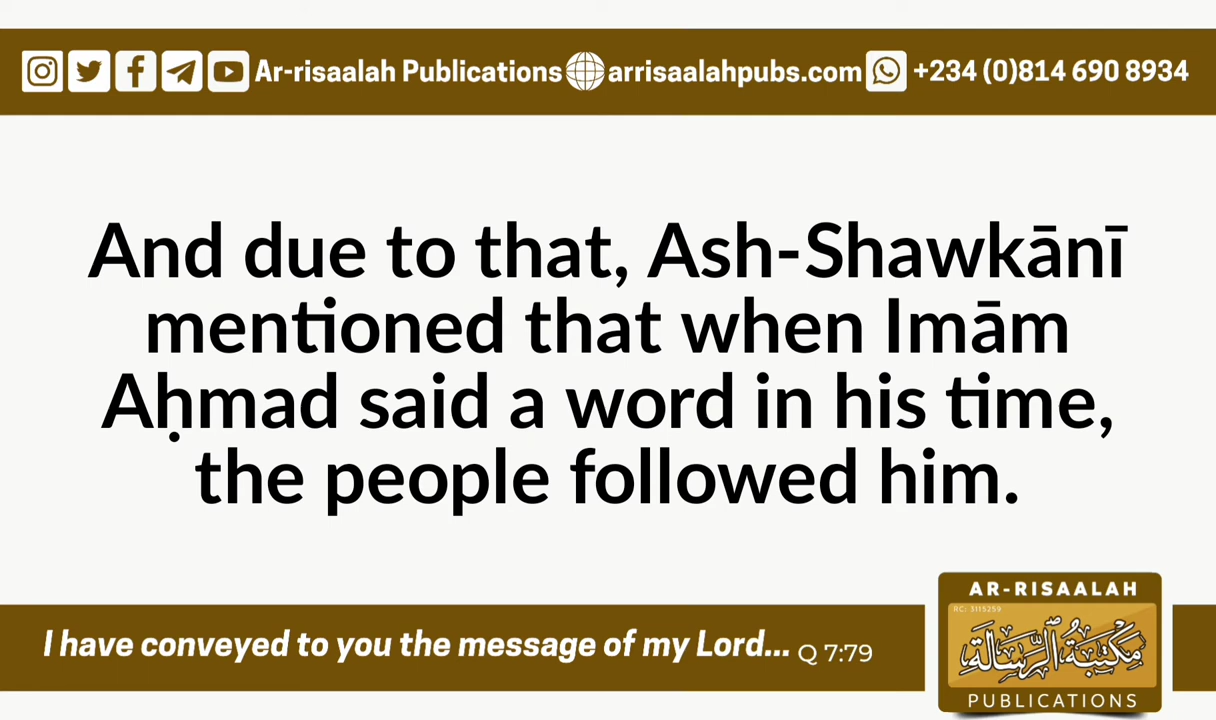 Ar-risaalah Publications arrisaalahpubs.com +234 (0)814 690 8934
And due to that, Ash-Shawkānī
mentioned that when Imām
Aḥmad said a word in his time,
the people followed him.
I have conveyed to you the message of my Lord... Q 7:79
AR-RISAALAH
RC: 3115259
مكتبة الرسالة
PUBLICATIONS